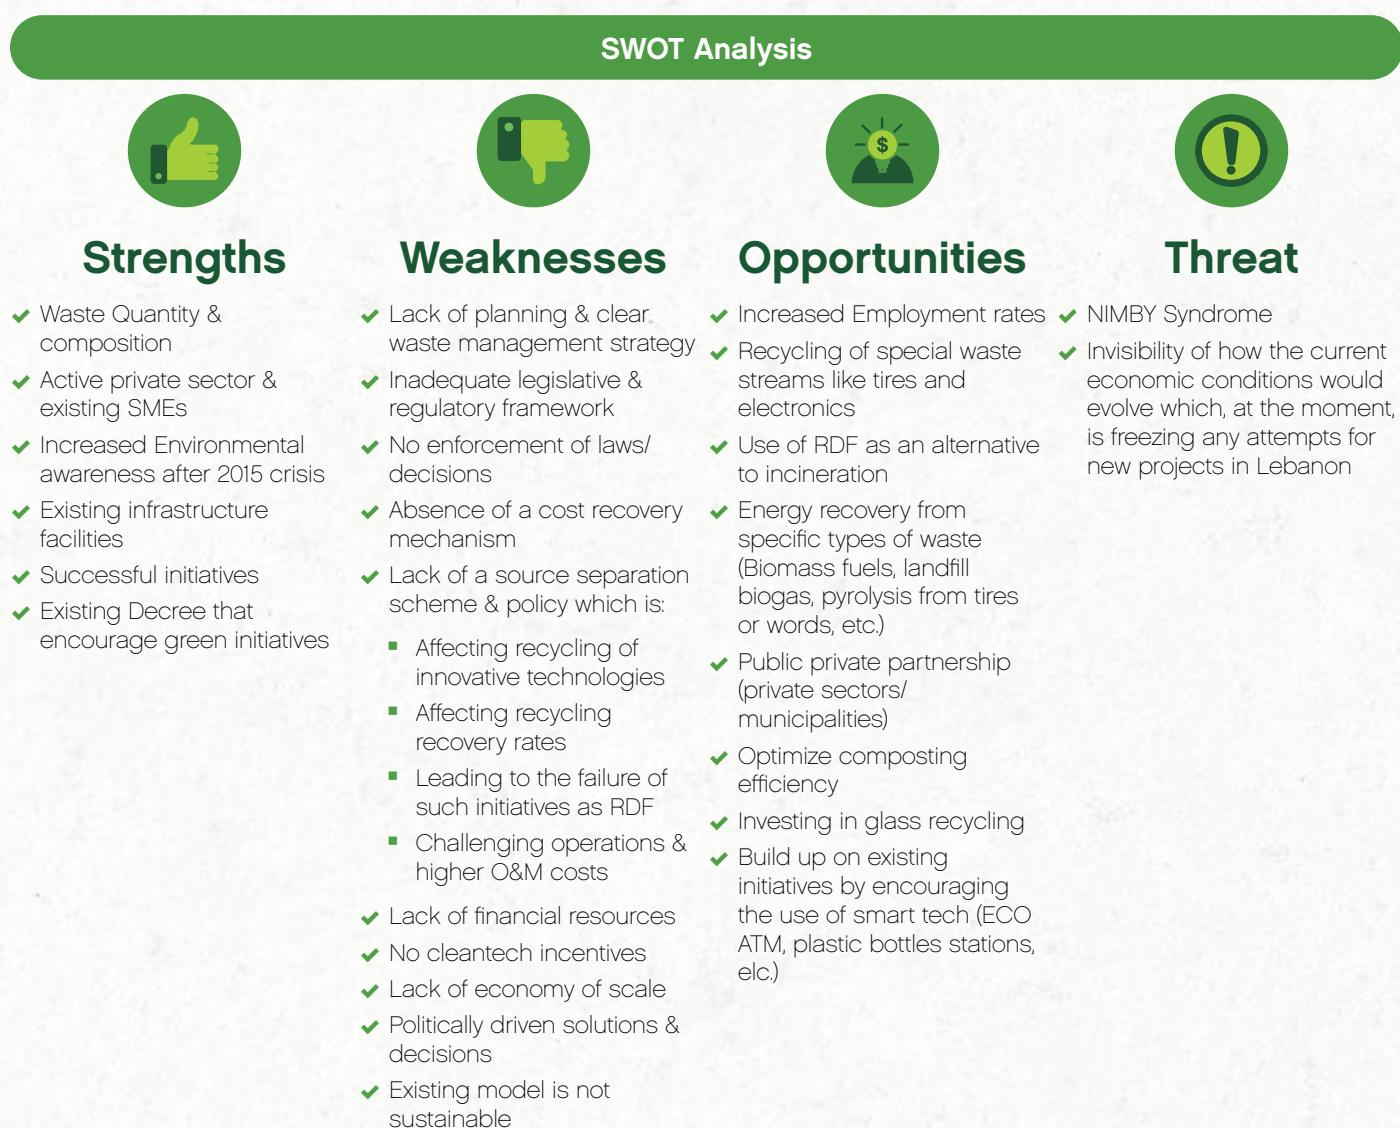 SWOT Analysis
Strengths
Waste Quantity &
composition
Active private sector &
existing SMEs
Increased Environmental
awareness after 2015 crisis
Existing infrastructure
facilities
Successful initiatives
Existing Decree that
encourage green initiatives
Weaknesses
Lack of planning & clear
waste management strategy
Inadequate legislative &
regulatory framework
No enforcement of laws/
decisions
Absence of a cost recovery
mechanism
Lack of a source separation
scheme & policy which is:
Affecting recycling of
innovative technologies
Affecting recycling
recovery rates
Leading to the failure of
such initiatives as RDF
Challenging operations &
higher O&M costs
Lack of financial resources
No cleantech incentives
Lack of economy of scale
Politically driven solutions &
decisions
Existing model is not
sustainable
$
Opportunities
Increased Employment rates
Recycling of special waste
streams like tires and
electronics
Use of RDF as an alternative
to incineration
Energy recovery from
specific types of waste
(Biomass fuels, landfill
biogas, pyrolysis from tires
or words, etc.)
Public private partnership
(private sectors/
municipalities)
Optimize composting
efficiency
Investing in glass recycling
Build up on existing
initiatives by encouraging
the use of smart tech (ECO
ATM, plastic bottles stations,
elc.)
!
Threat
NIMBY Syndrome
Invisibility of how the current
economic conditions would
evolve which, at the moment,
is freezing any attempts for
new projects in Lebanon